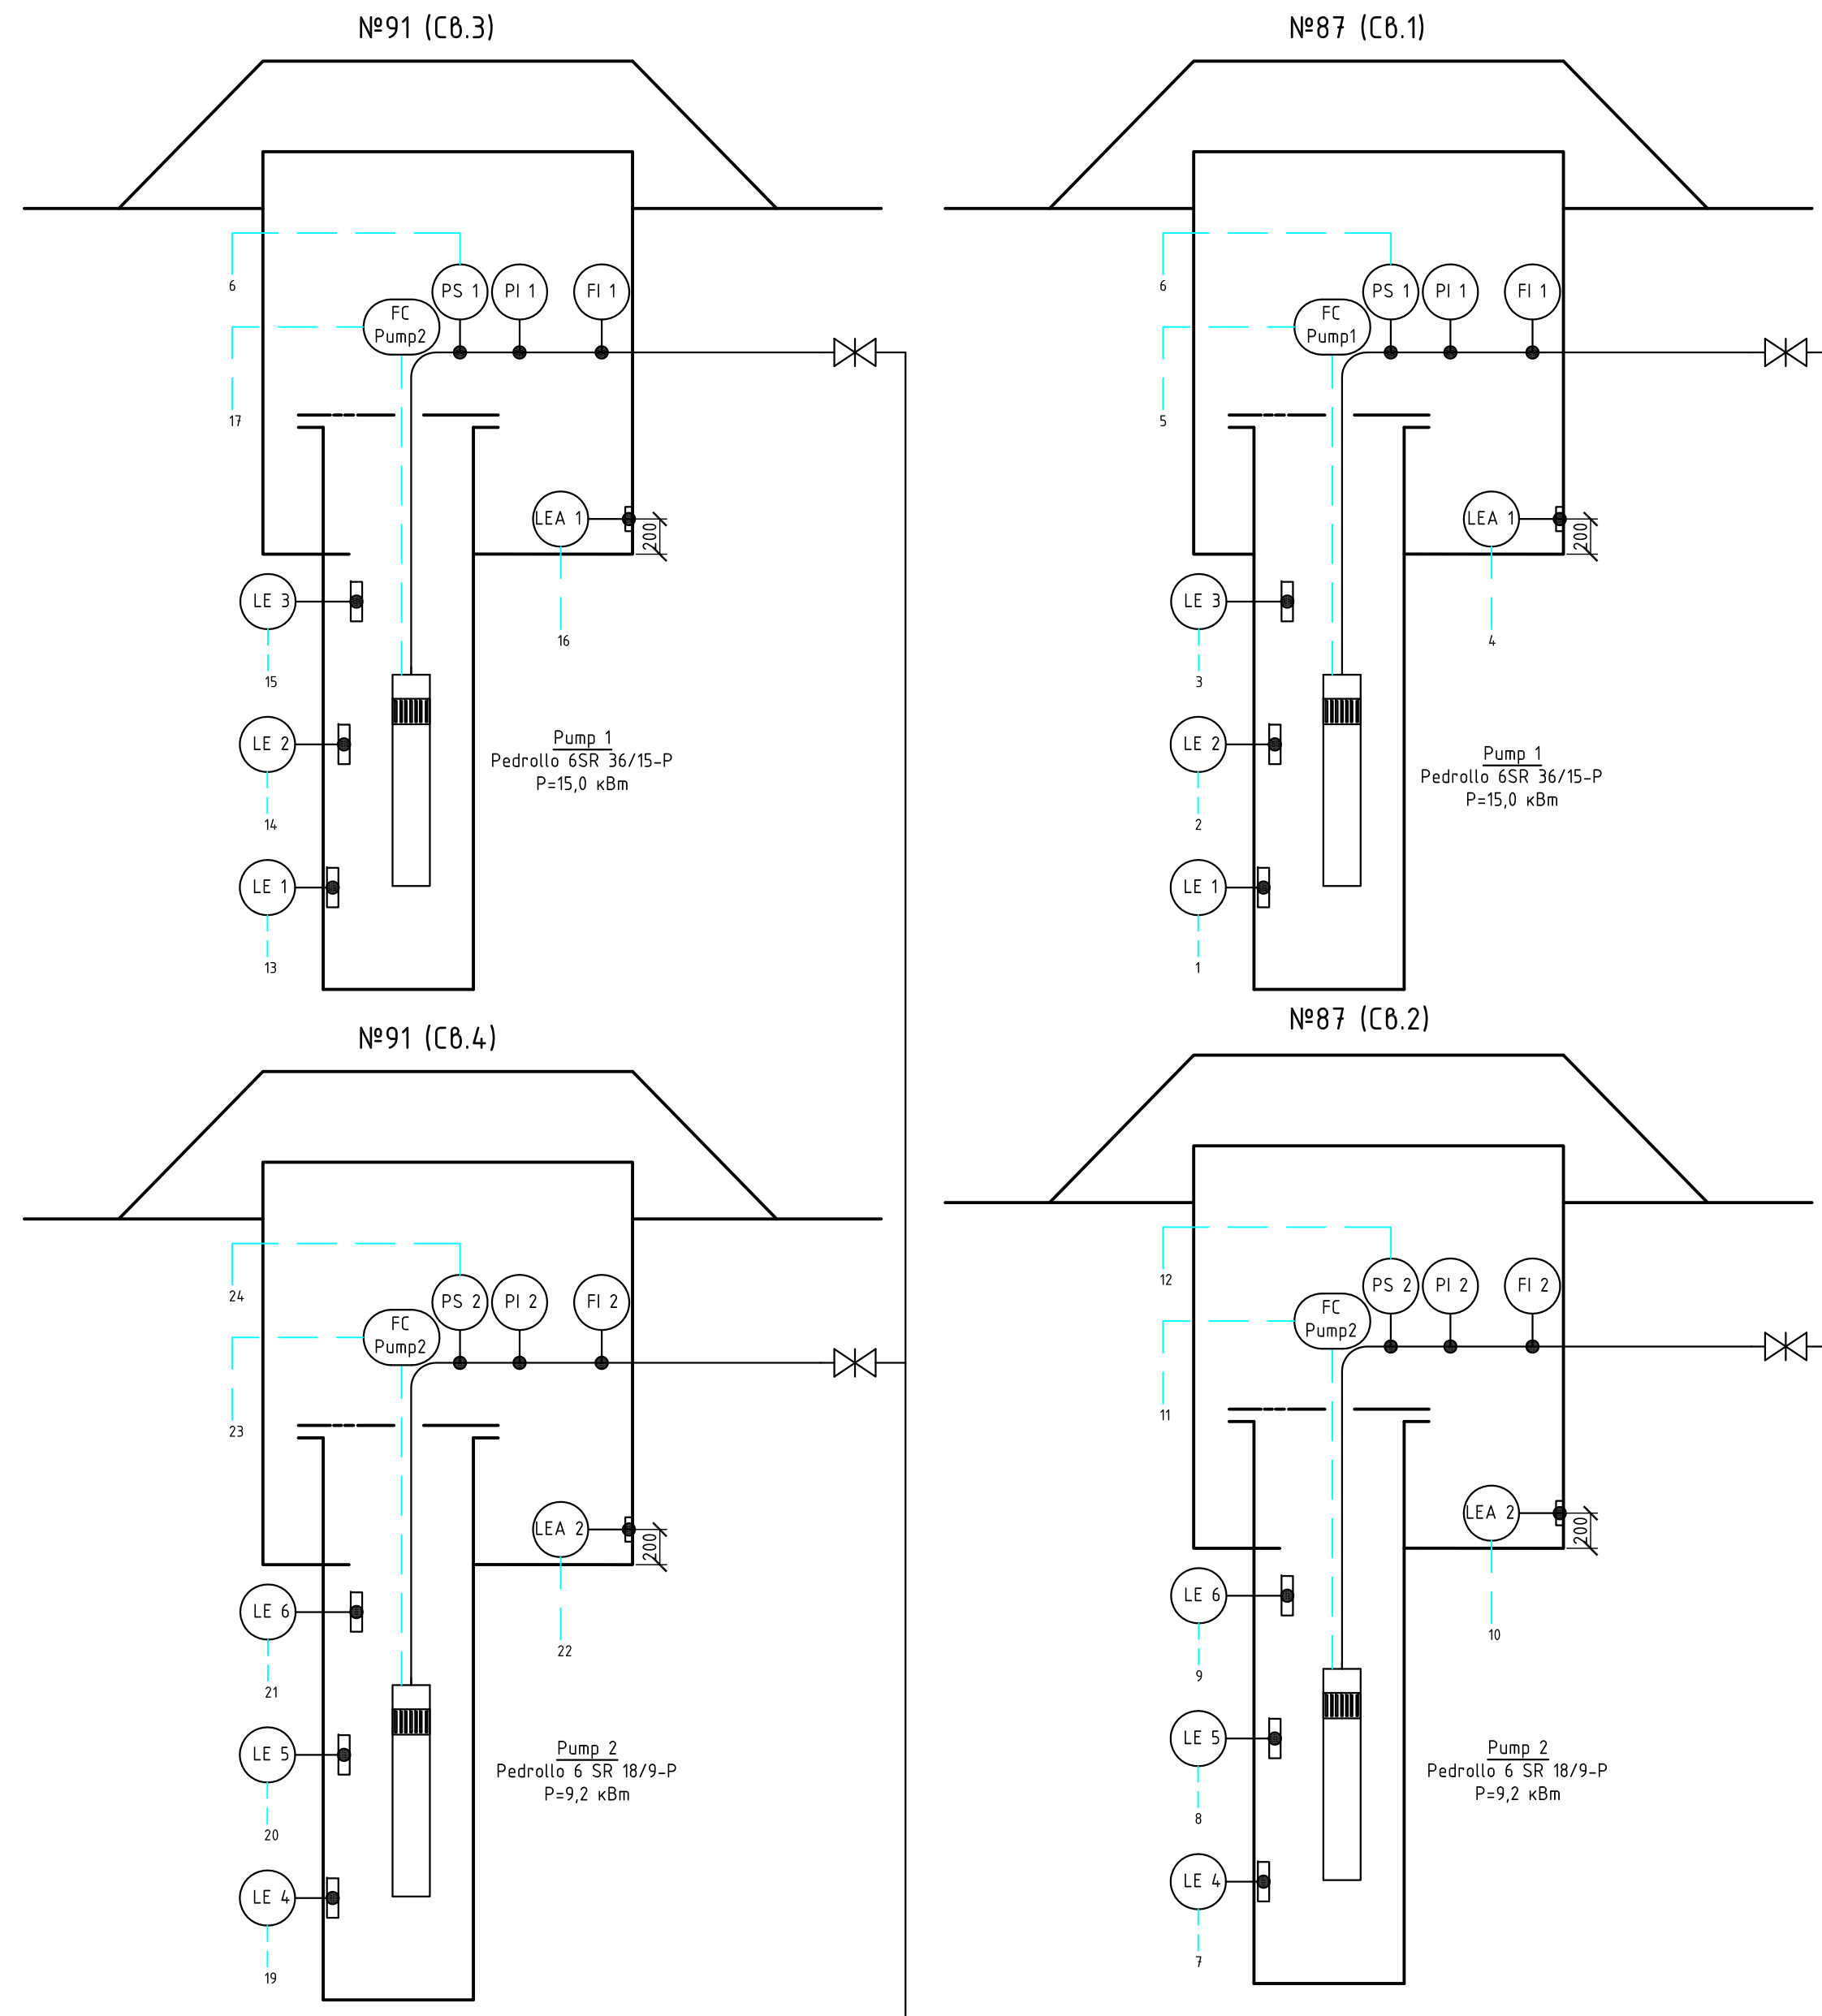 №91 (Св.3)
6
PS 1
PI 1
FI 1
FC
Pump2
17
LEA 1
200
16
LE 3
15
LE 2
14
LE 1
13
Pump 1
Pedrollo 6SR 36/15-P
P=15,0 кВт
№87 (Св.1)
6
PS 1
PI 1
FI 1
FC
Pump1
5
LEA 1
200
4
LE 3
3
LE 2
2
LE 1
1
Pump 1
Pedrollo 6SR 36/15-P
P=15,0 кВт
№91 (Св.4)
24
PS 2
PI 2
FI 2
FC
Pump2
23
LEA 2
200
22
LE 6
21
LE 5
20
LE 4
19
Pump 2
Pedrollo 6 SR 18/9-P
P=9,2 кВт
№87 (Св.2)
12
PS 2
PI 2
FI 2
FC
Pump2
11
LEA 2
200
10
LE 6
9
LE 5
8
LE 4
7
Pump 2
Pedrollo 6 SR 18/9-P
P=9,2 кВт